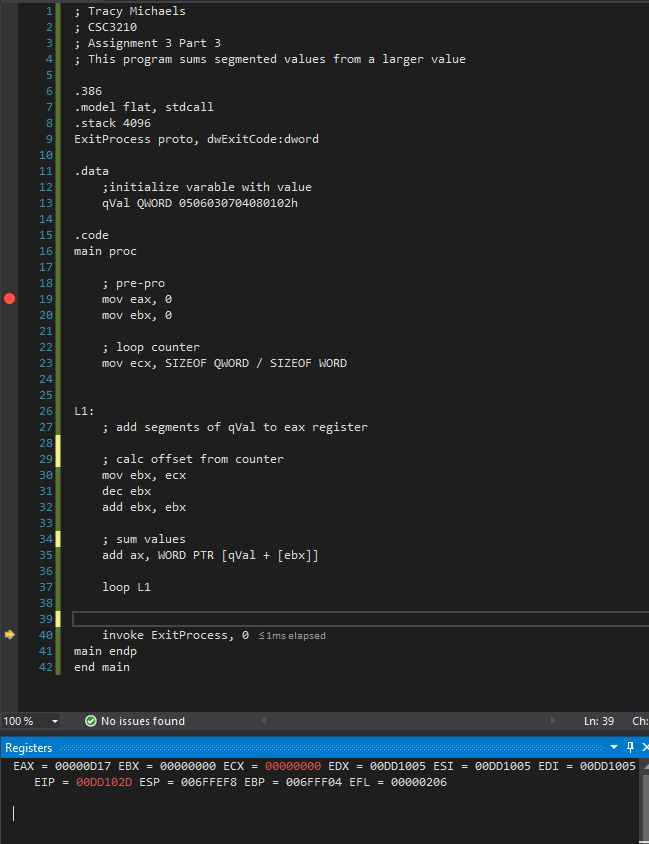 1 ; Tracy Michaels
2 ; CSC3210
3 ; Assignment 3 Part 3
4 ; This program sums segmented values from a larger value
5
6 .386
7 .model flat, stdcall
8 .stack 4096
9 ExitProcess proto, dwExitCode:dword
10
11 .data
12 ;initialize varable with value
13 qVal QWORD 0506030704080102h
14
15 .code
16 main proc
17
18 ; pre-pro
19 mov eax, 0
20 mov ebx, 0
21
22 ; loop counter
23 mov ecx, SIZEOF QWORD / SIZEOF WORD
24
25
26 L1:
27 ; add segments of qVal to eax register
28
29 ; calc offset from counter
30 mov ebx, ecx
31 dec ebx
32 add ebx, ebx
33
34 ; sum values
35 add ax, WORD PTR [qVal + [ebx]]
36
37 loop L1
38
39
40 invoke ExitProcess, 0 ≤1ms elapsed
41 main endp
42 end main
100 % No issues found Ln: 39 Ch:
Registers
EAX = 00000D17 EBX = 00000000 ECX = 00000000 EDX = 00DD1005 ESI = 00DD1005 EDI = 00DD1005
EIP = 00DD102D ESP = 006FFEF8 EBP = 006FFF04 EFL = 00000206